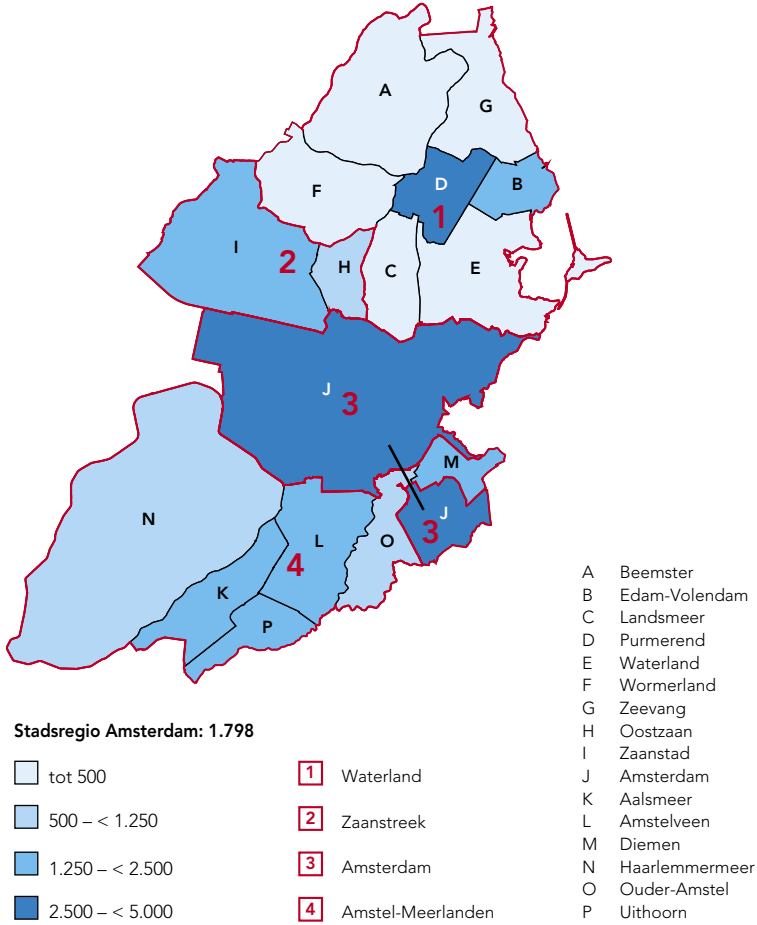 A
G
D
B
1
F
I
2
H
C
E
J
3
M
N
J
3
L
O
4
K
P
A Beemster
B Edam-Volendam
C Landsmeer
D Purmerend
E Waterland
F Wormerland
G Zeevang
H Oostzaan
I Zaanstad
J Amsterdam
K Aalsmeer
L Amstelveen
M Diemen
N Haarlemmermeer
O Ouder-Amstel
P Uithoorn
Stadsregio Amsterdam: 1.798
tot 500
500 – < 1.250
1.250 – < 2.500
2.500 – < 5.000
1 Waterland
2 Zaanstreek
3 Amsterdam
4 Amstel-Meerlanden